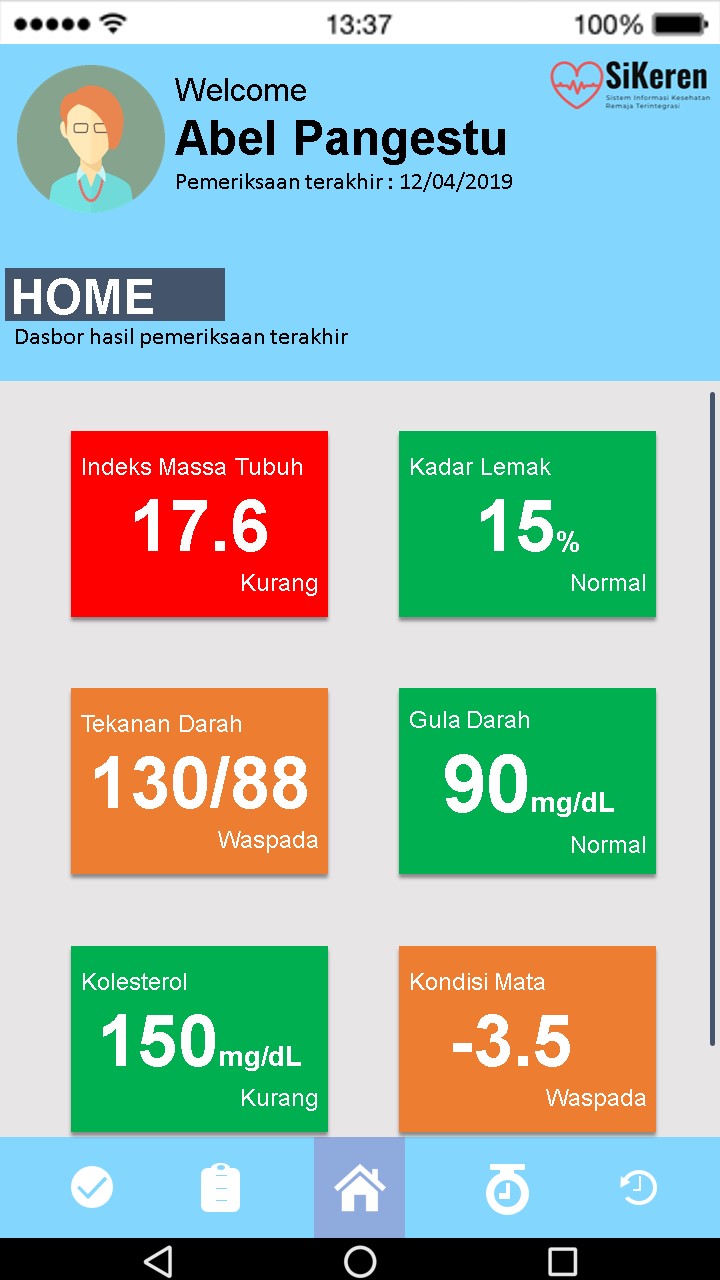 13:37
100%
SiKeren
Sistem Informasi Kesehatan
Remaja Terintegrasi
Welcome
Abel Pangestu
Pemeriksaan terakhir : 12/04/2019
HOME
Dasbor hasil pemeriksaan terakhir
Indeks Massa Tubuh
17.6
Kurang
Kadar Lemak
15%
Normal
Tekanan Darah
130/88
Waspada
Gula Darah
90mg/dL
Normal
Kolesterol
150mg/dL
Kurang
Kondisi Mata
-3.5
Waspada